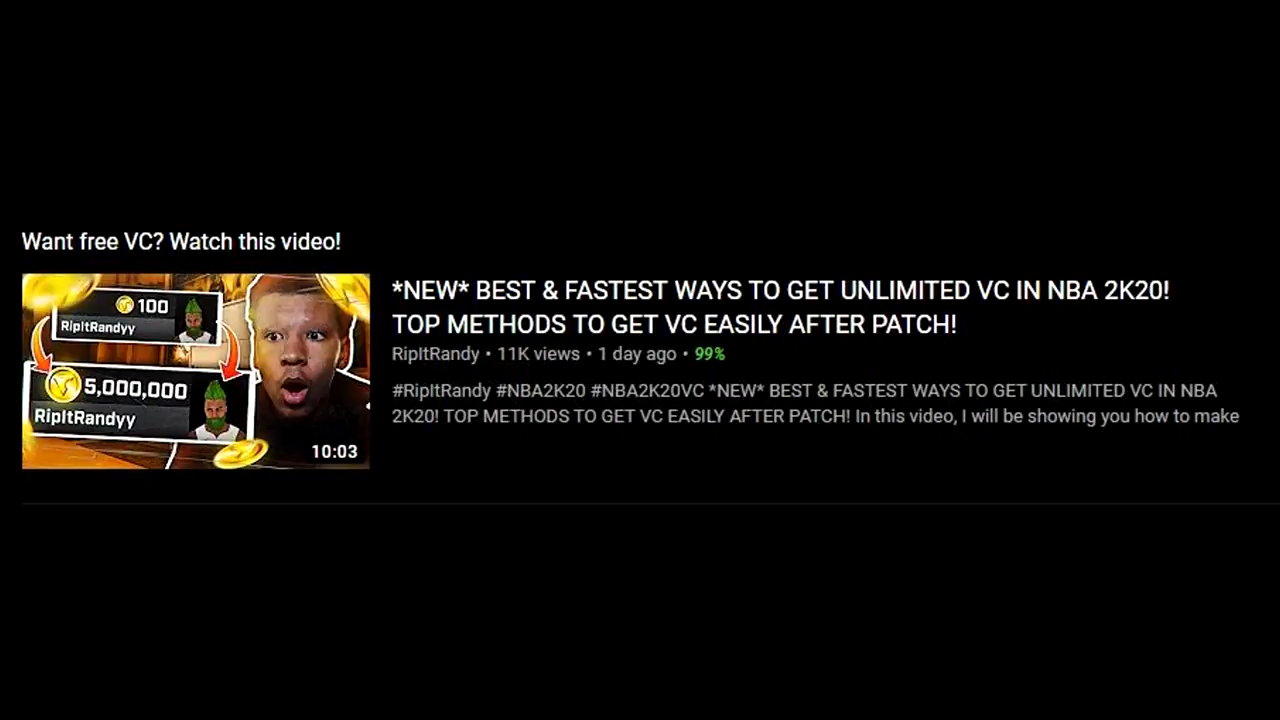 Want free VC? Watch this video!
100
RipItRandyy
5,000,000
RipItRandyy
10:03
*NEW* BEST & FASTEST WAYS TO GET UNLIMITED VC IN NBA 2K20!
TOP METHODS TO GET VC EASILY AFTER PATCH!
RipItRandy • 11K views • 1 day ago • 99%
#RipItRandy #NBA2K20 #NBA2K20VC *NEW* BEST & FASTEST WAYS TO GET UNLIMITED VC IN NBA
2K20! TOP METHODS TO GET VC EASILY AFTER PATCH! In this video, I will be showing you how to make